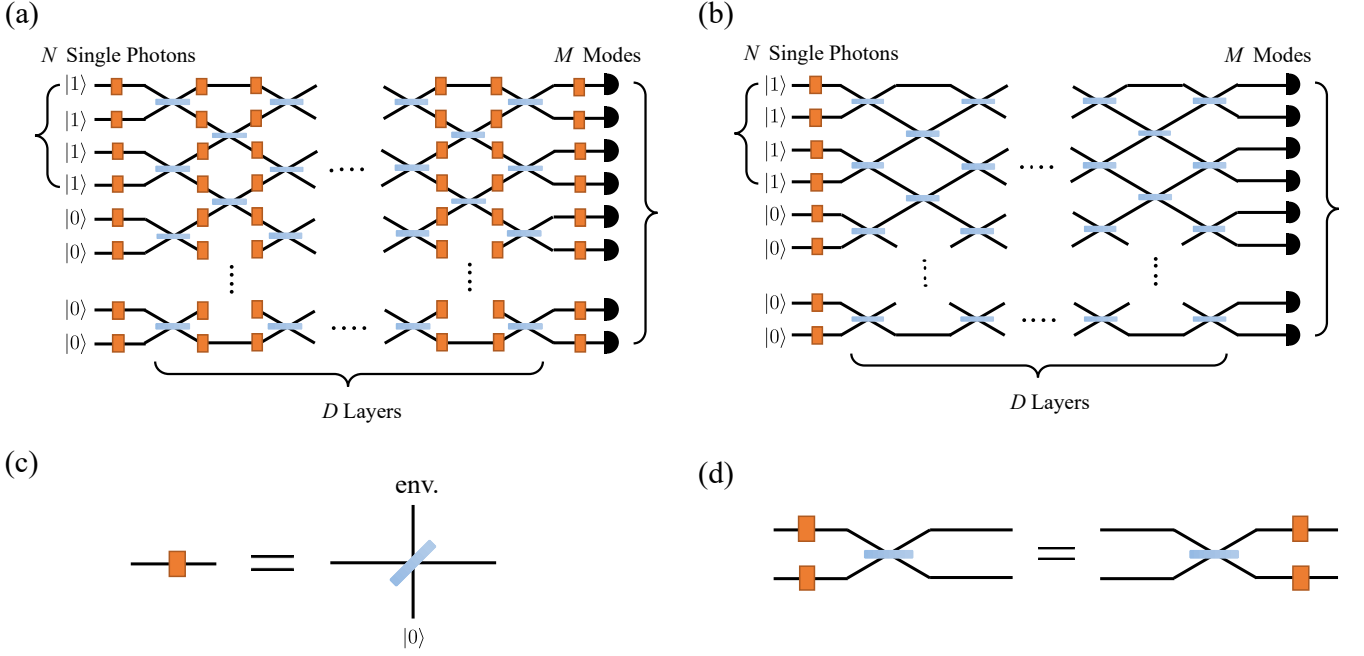 (a)
N Single Photons
M Modes
|1⟩
|1⟩
|1⟩
|1⟩
|0⟩
|0⟩
|0⟩
|0⟩
D Layers
(b)
N Single Photons
M Modes
|1⟩
|1⟩
|1⟩
|1⟩
|0⟩
|0⟩
|0⟩
|0⟩
D Layers
(c)
env.
|0⟩
(d)